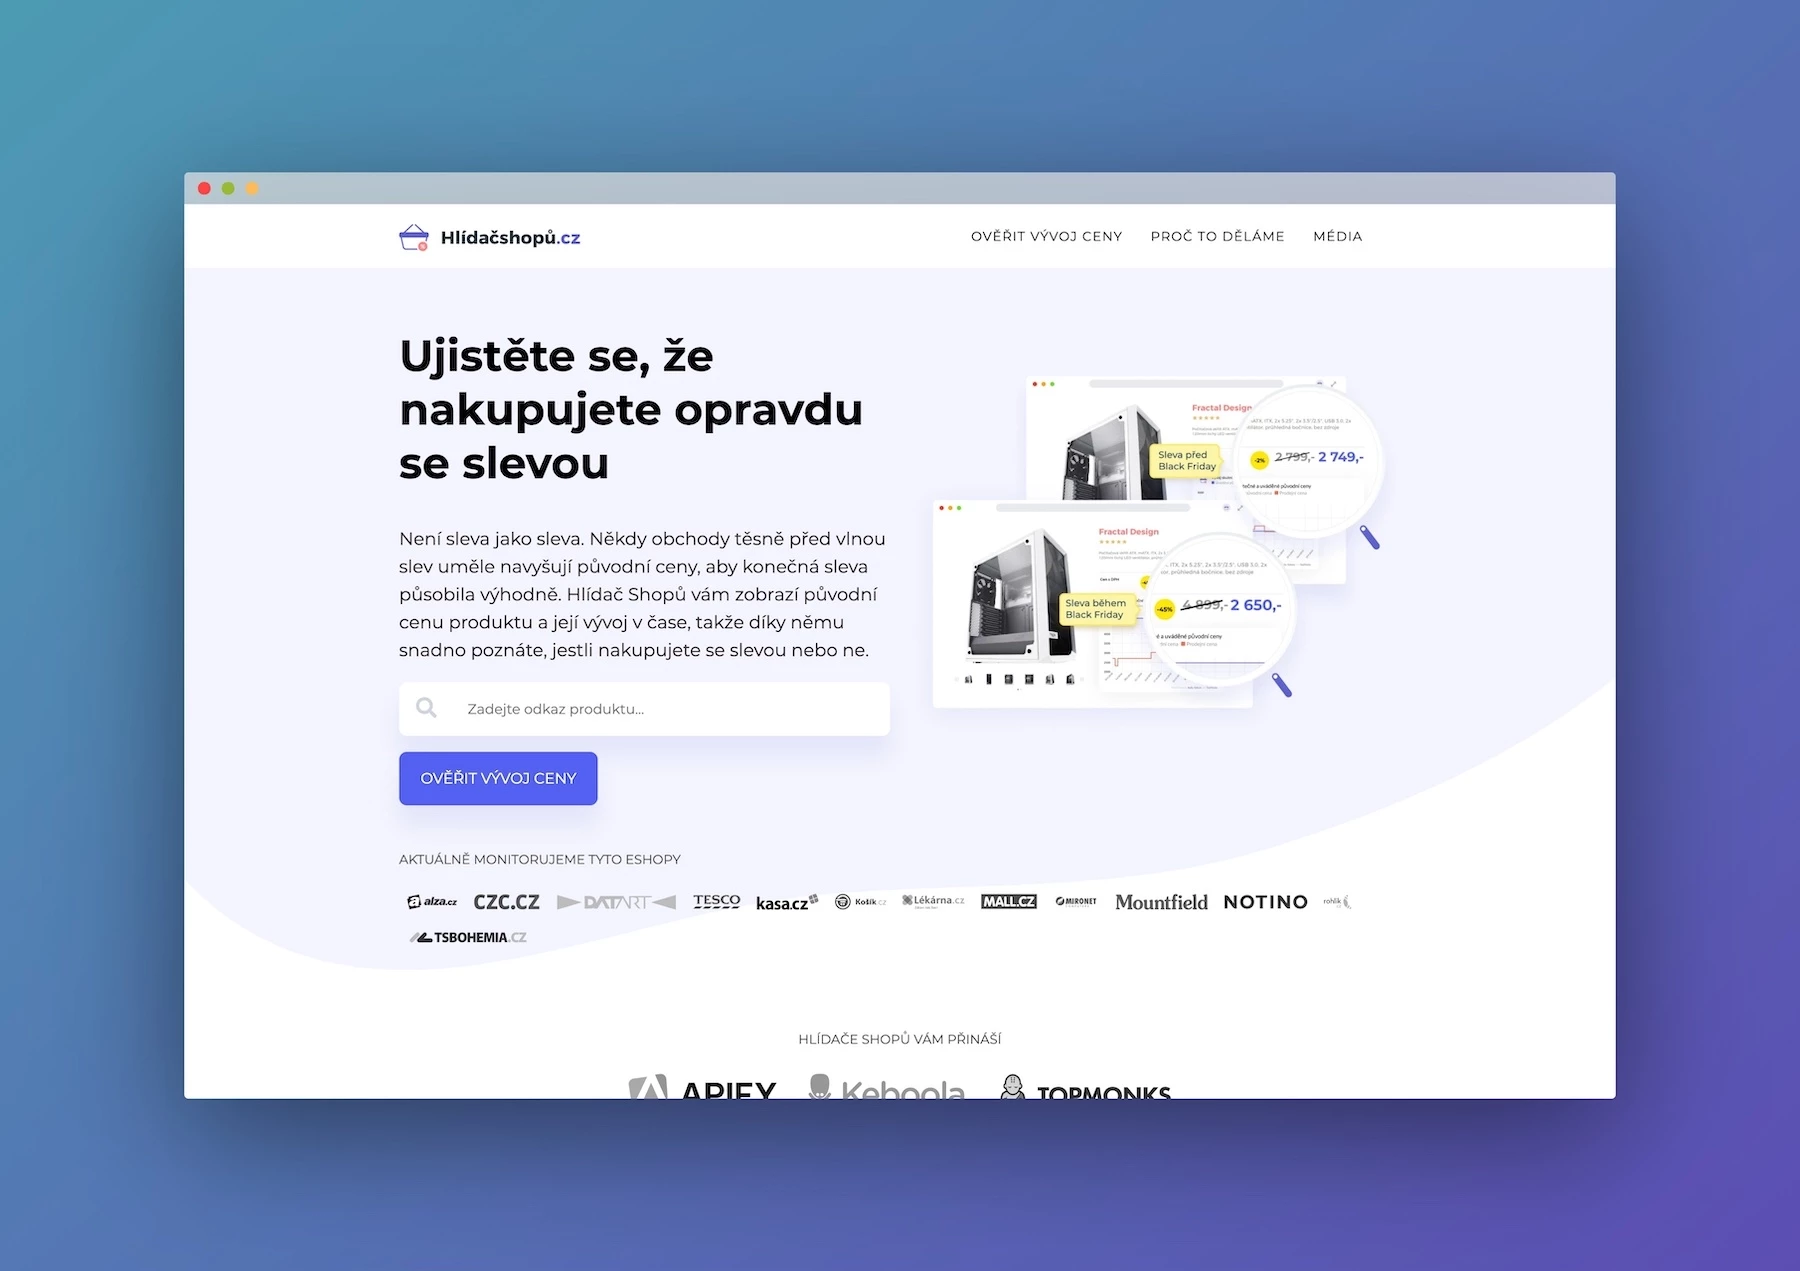 Hlídačshopů.cz
OVĚŘIT VÝVOJ CENY
PROČ TO DĚLÁME
MÉDIA
Ujistěte se, že
nakupujete opravdu
se slevou
Není sleva jako sleva. Někdy obchody těsně před vlnou
slev uměle navyšují původní ceny, aby konečná sleva
působila výhodně. Hlídač Shopů vám zobrazí původní
cenu produktu a její vývoj v čase, takže díky němu
snadno poznáte, jestli nakupujete se slevou nebo ne.
Zadejte odkaz produktu...
OVĚŘIT VÝVOJ CENY
Fractal Design
Sleva před
Black Friday
-2%
2 799,- 2 749,-
Fractal Design
Sleva během
Black Friday
-45%
4 899,- 2 650,-
AKTUÁLNĚ MONITORUJEME TYTO ESHOPY
alza.cz CZC.CZ DATART TESCO kasa.cz Košík.cz Lékárna.cz MALL.CZ MIRONET Mountfield NOTINO rohlik
TSBOHEMIA.CZ
HLÍDAČE SHOPŮ VÁM PŘINÁŠÍ
APIFY Keboola TOPMONKS